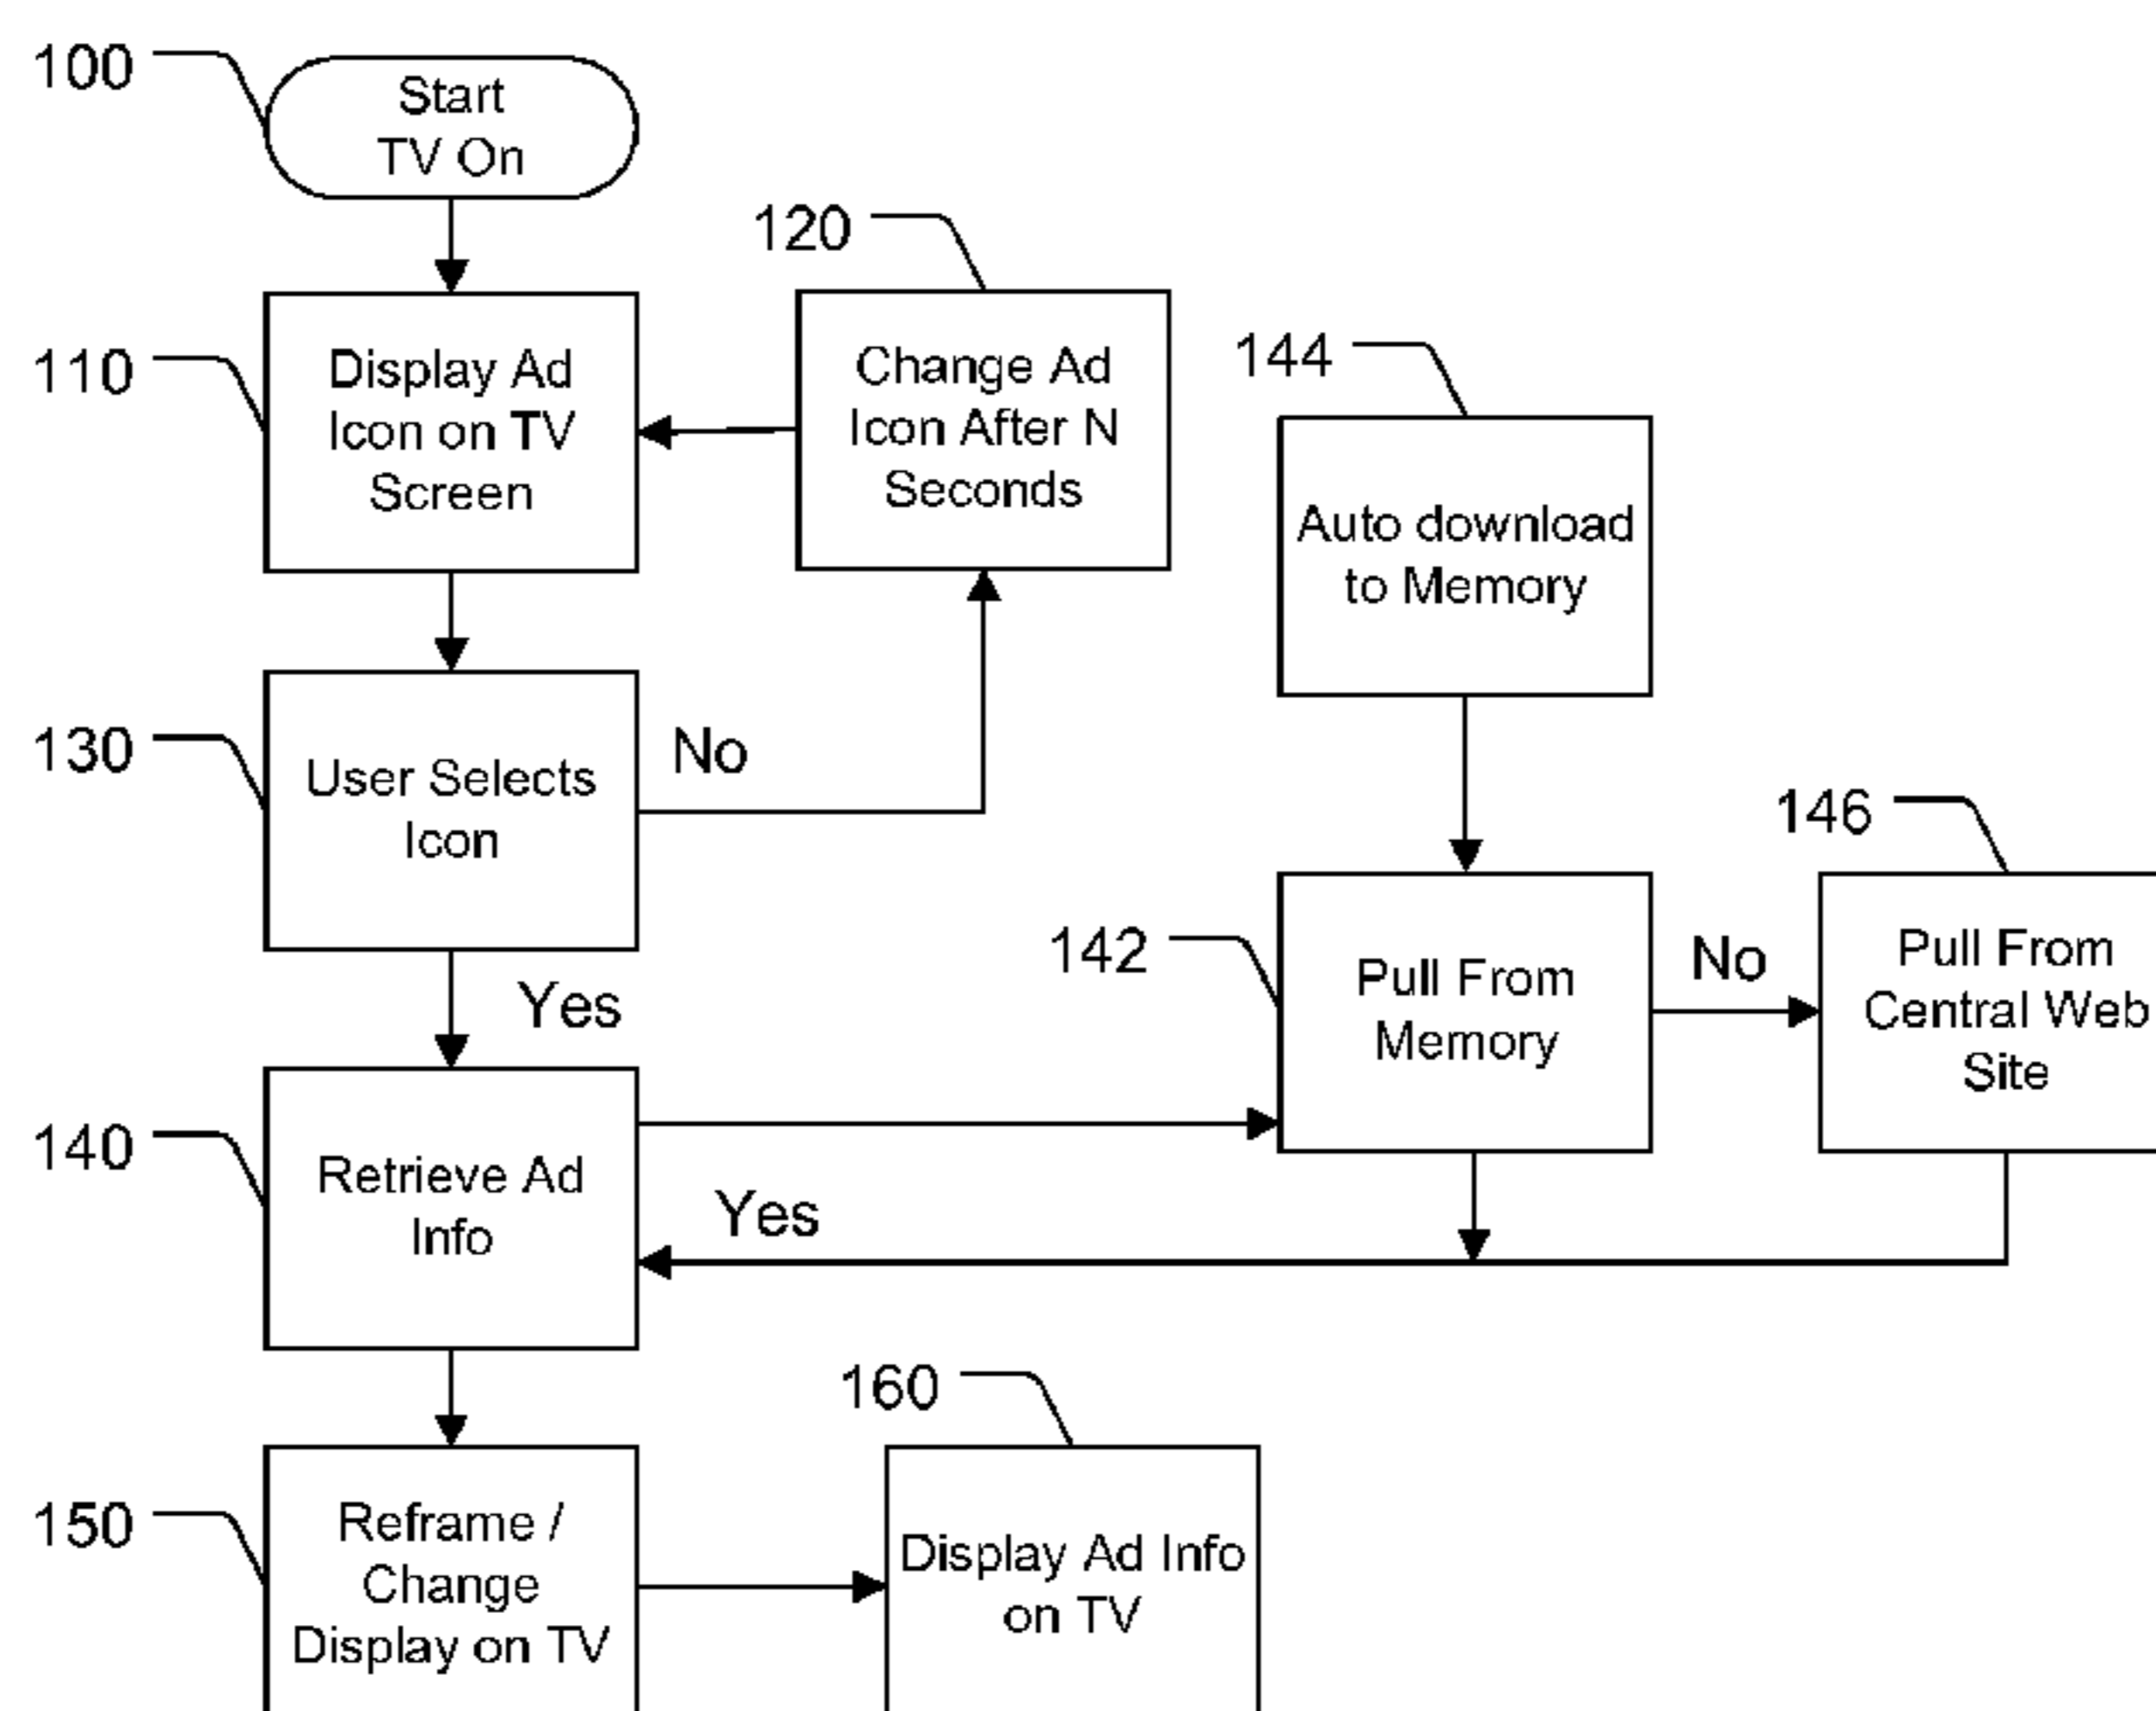 100
Start
TV On
120
110
Display Ad
Icon on TV
Screen
Change Ad
Icon After N
Seconds
144
Auto download
to Memory
130
User Selects
Icon
No
146
142
Pull From
Memory
No
Pull From
Central Web
Site
Yes
140
Retrieve Ad
Info
Yes
160
150
Reframe /
Change
Display on TV
Display Ad Info
on TV